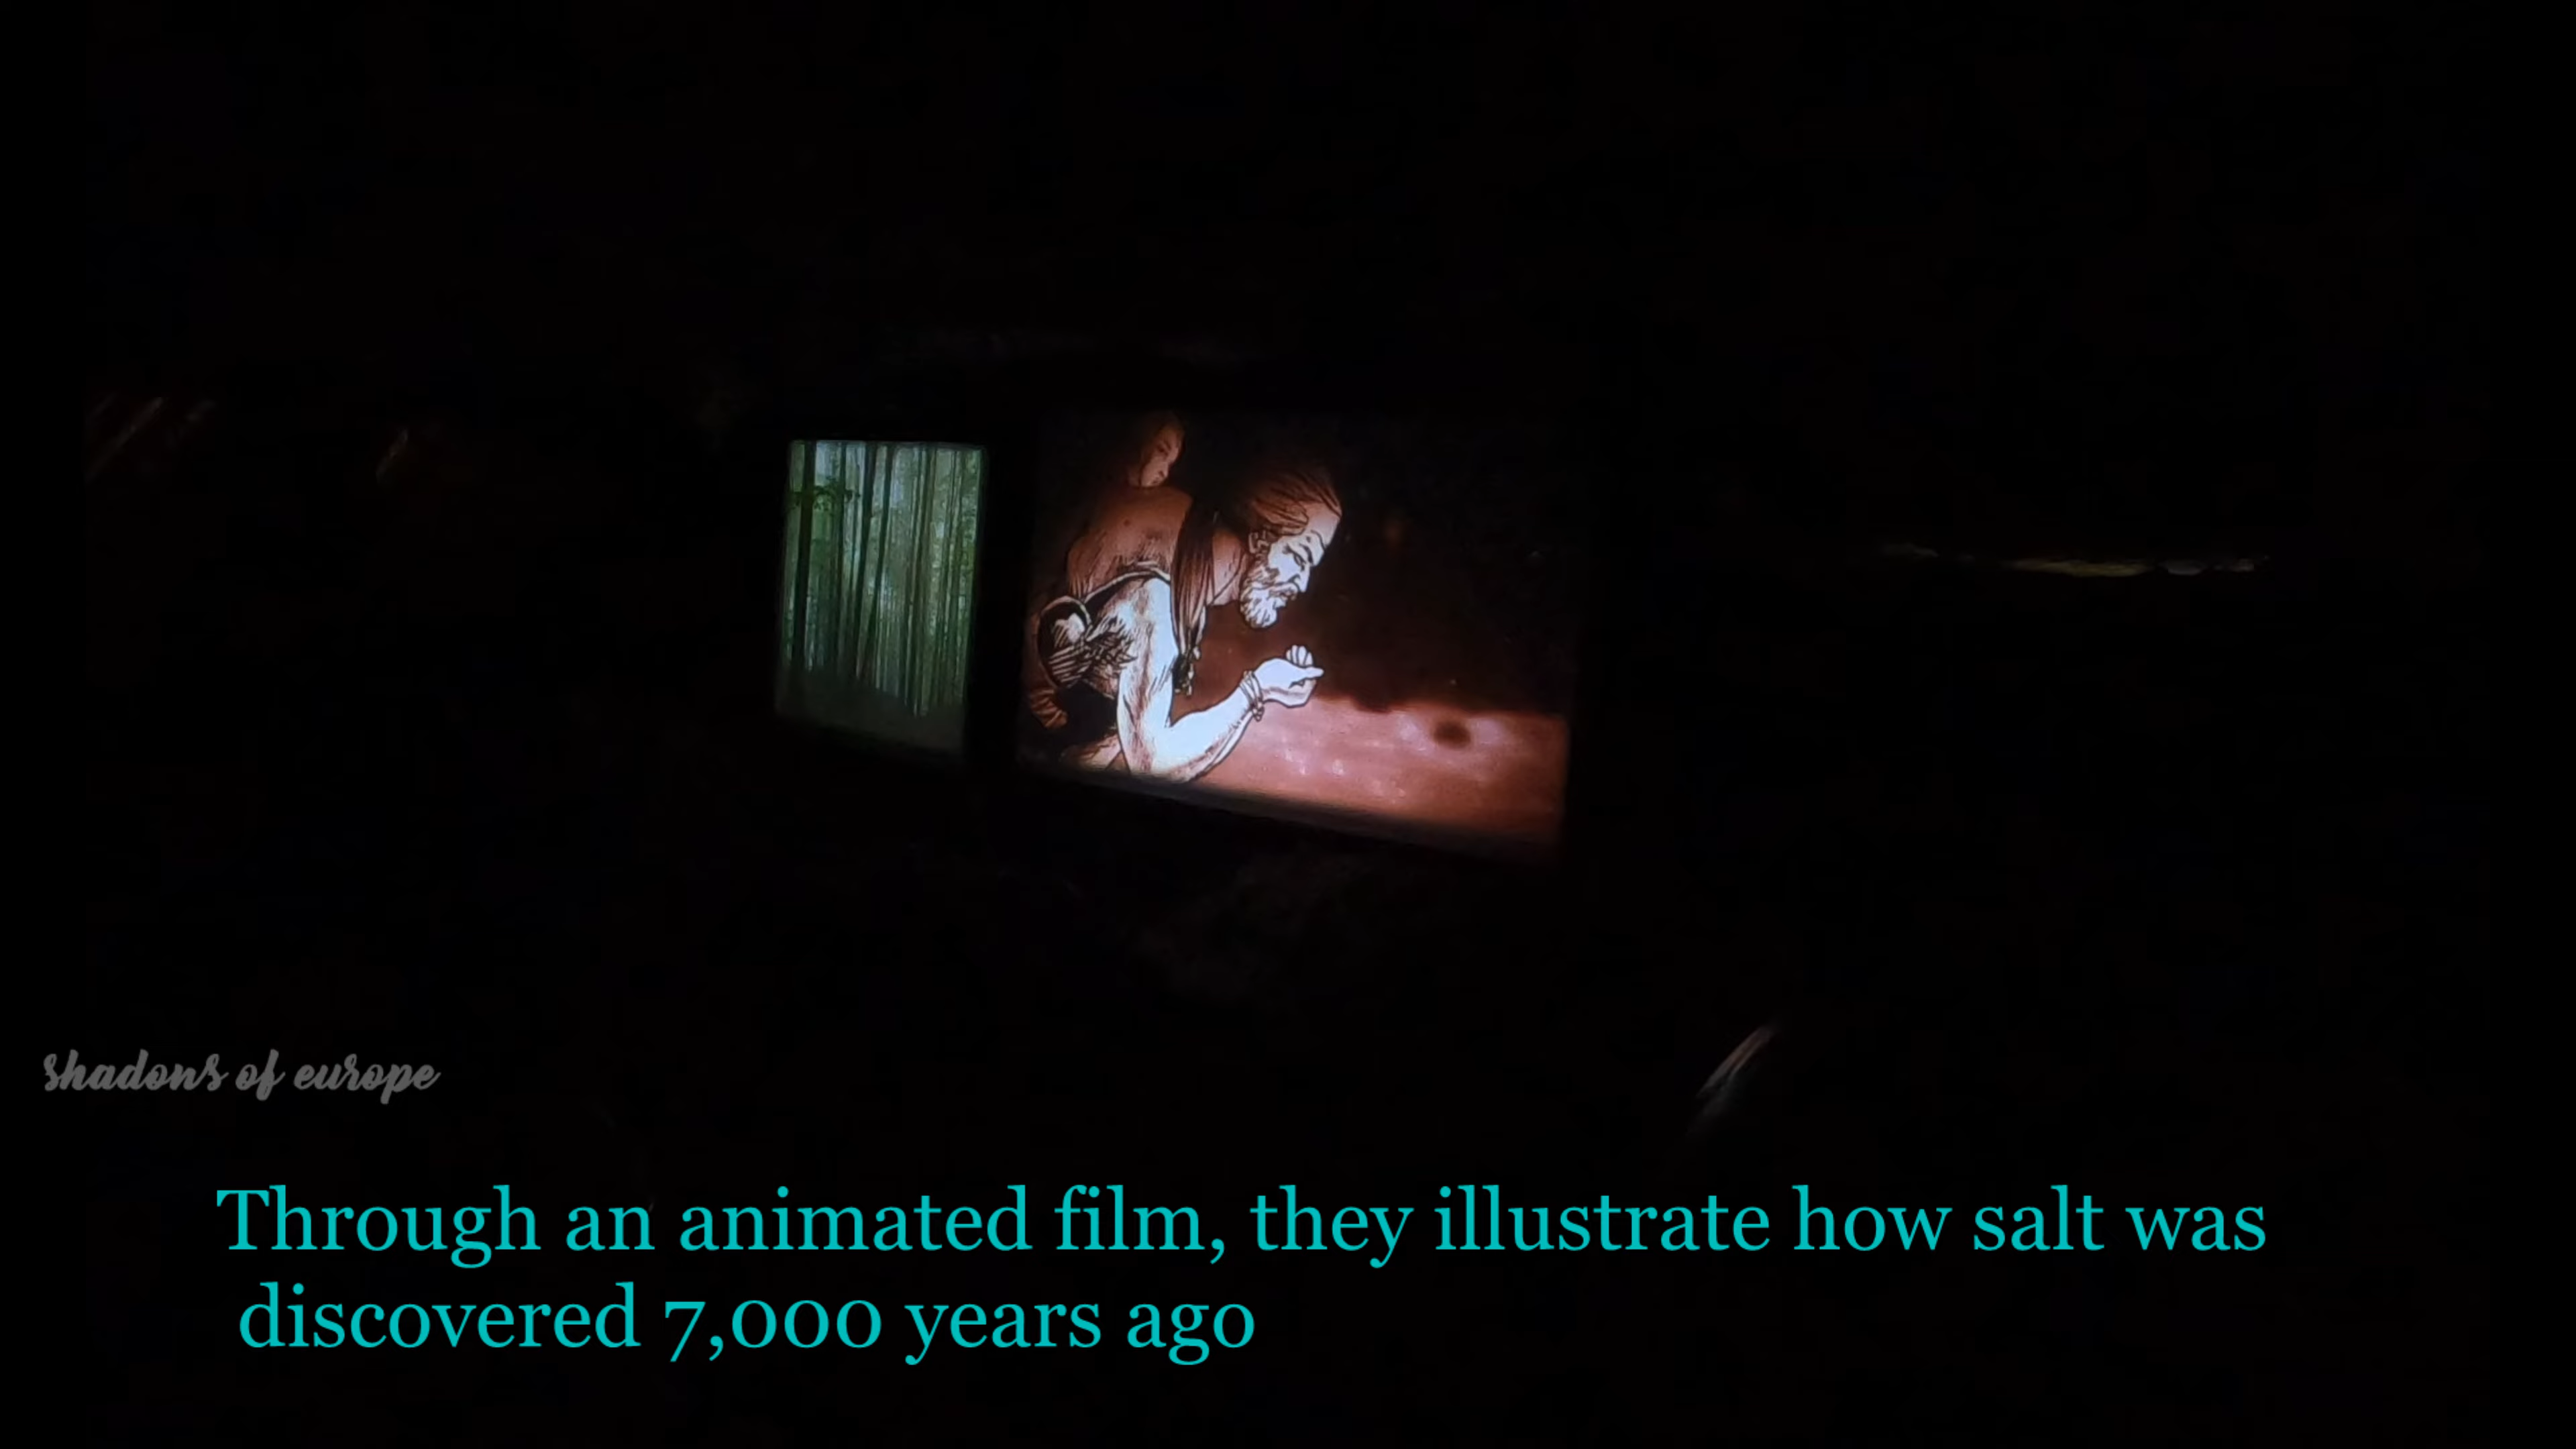 shadows of europe
Through an animated film, they illustrate how salt was
discovered 7,000 years ago